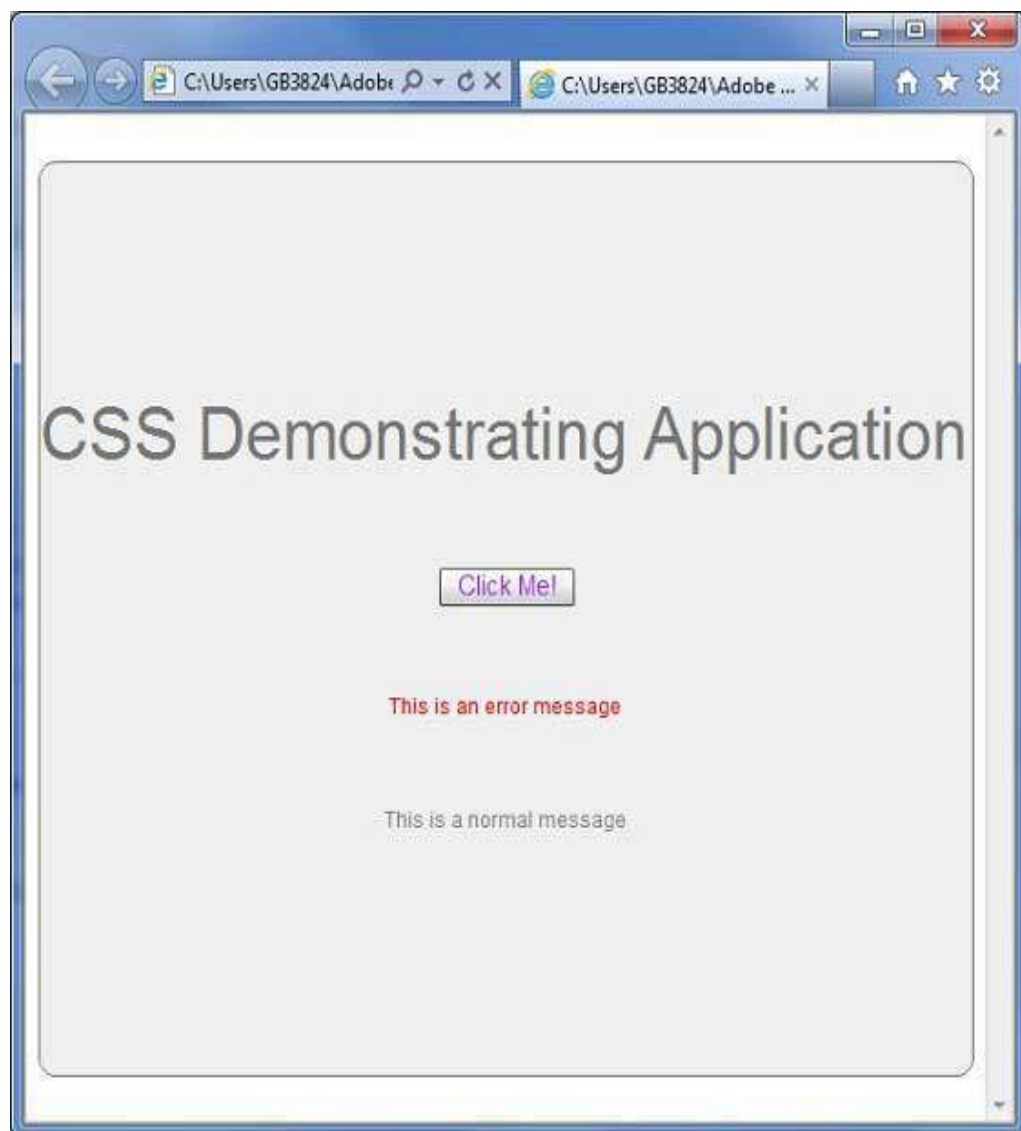 C:\Users\GB3824\Adobe
C:\Users\GB3824\Adobe ...
CSS Demonstrating Application
Click Me!
This is an error message
This is a normal message